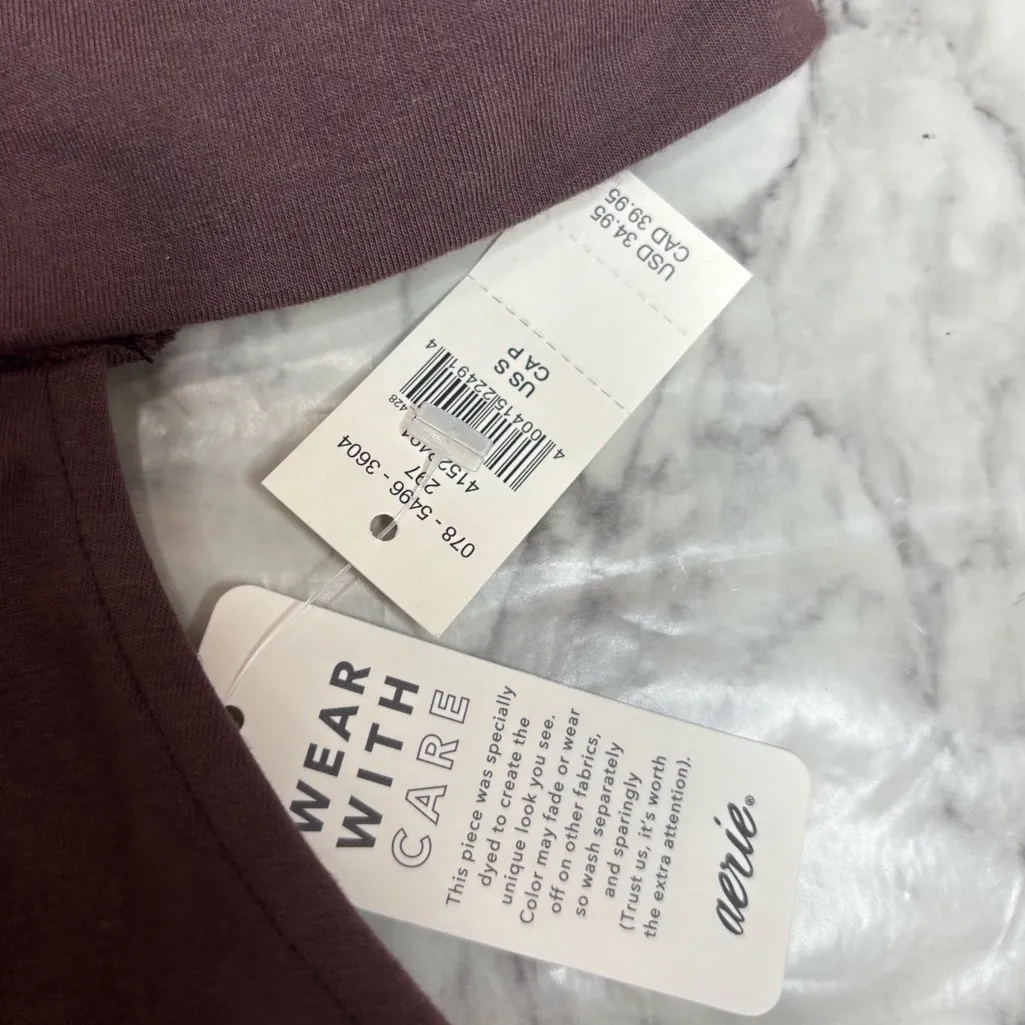 USD 34.95
CAD 39.95
US S
CA P
428
297
078 - 5496 - 3604
WEAR
WITH
CARE
This piece was specially
dyed to create the
unique look you see.
Color may fade or wear
off on other fabrics,
so wash separately
and sparingly
(Trust us, it's worth
the extra attention).
aerie®